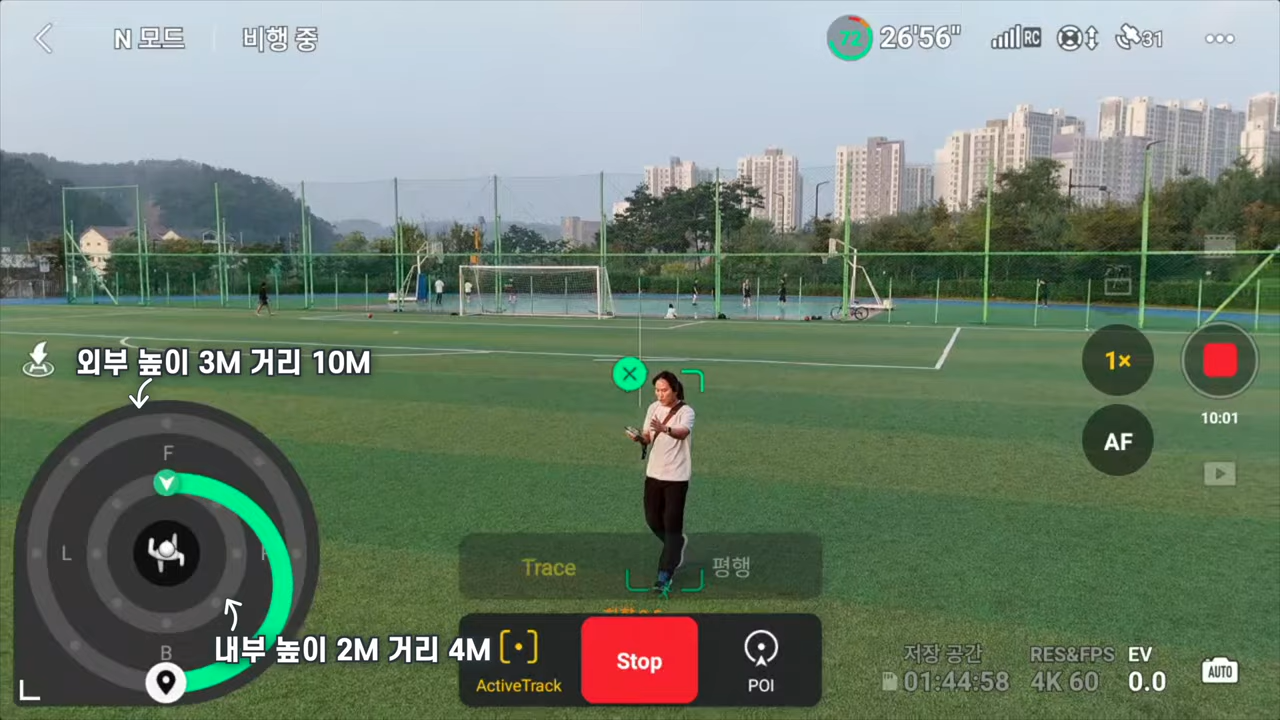 N 모드
비행 중
72
26'56"
RC
31
외부 높이 3M 거리 10M
1×
10:01
AF
F
L
B
내부 높이 2M 거리 4M
Trace
평행
ActiveTrack
Stop
POI
저장 공간
01:44:58
RES&FPS
4K 60
EV
0.0
AUTO